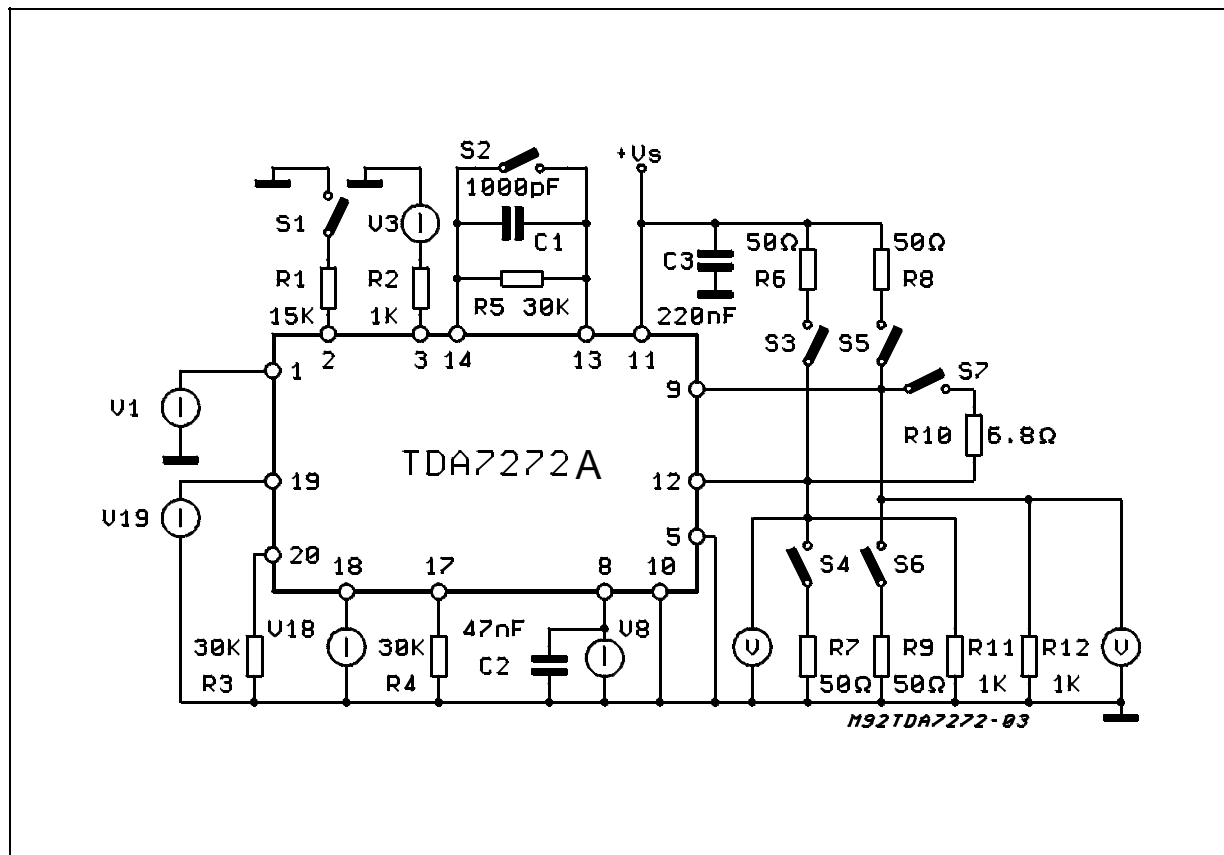 S2
+Vs
1000pF
S1
V3
C1
50Ω
50Ω
C3
R6
R8
R1
R2
R5
30K
15K
1K
220nF
2
3
14
13
11
S3
S5
1
9
S7
V1
R10
6.8Ω
TDA7272A
19
12
V19
5
20
18
17
8
10
S4
S6
V18
47nF
V8
30K
30K
V
R7
R9
R11
R12
V
C2
R3
R4
50Ω
50Ω
1K
1K
M92TDA7272-03